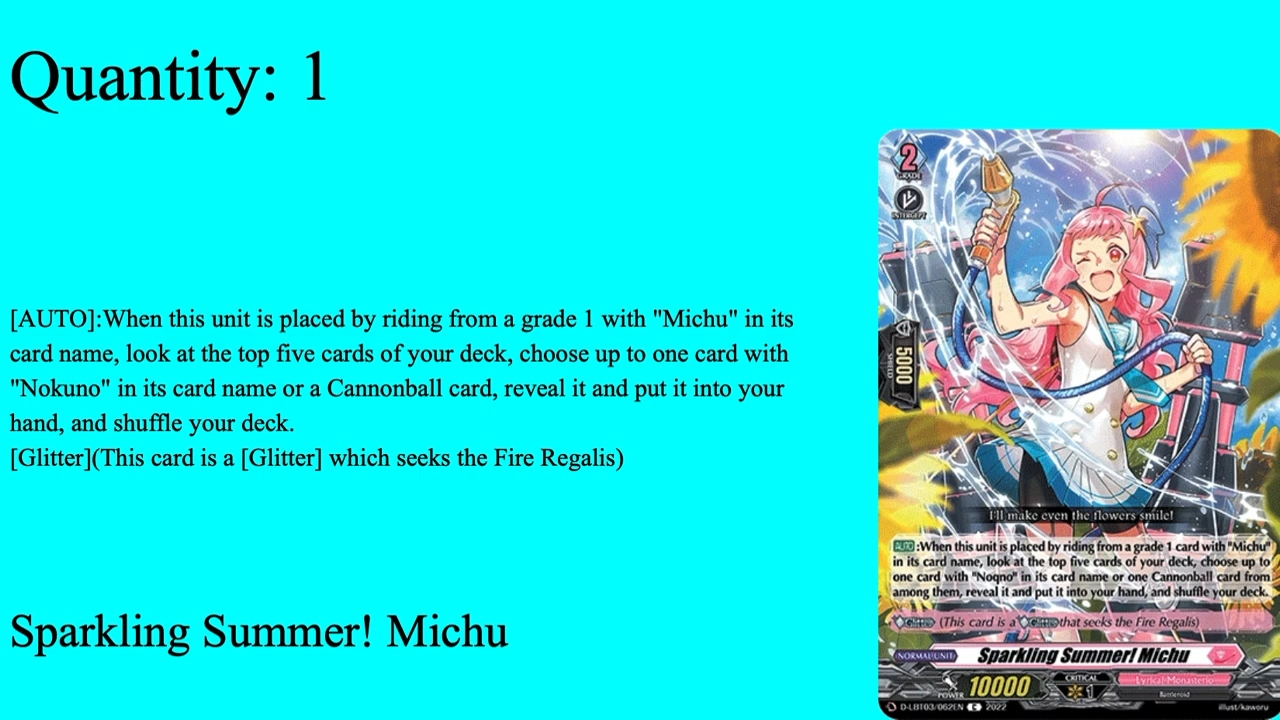 Quantity: 1
[AUTO]:When this unit is placed by riding from a grade 1 with "Michu" in its
card name, look at the top five cards of your deck, choose up to one card with
"Nokuno" in its card name or a Cannonball card, reveal it and put it into your
hand, and shuffle your deck.
[Glitter](This card is a [Glitter] which seeks the Fire Regalis)
Sparkling Summer! Michu
2
GRADE
INTERCEPT
5000
SHIELD
I'll make even the flowers smile!
AUTO:When this unit is placed by riding from a grade 1 card with "Michu"
in its card name, look at the top five cards of your deck, choose up to
one card with "Noqno" in its card name or one Cannonball card from
among them, reveal it and put it into your hand, and shuffle your deck.
Glitter (This card is a Glitter that seeks the Fire Regalis)
NORMAL UNIT
Sparkling Summer! Michu
POWER 10000
CRITICAL
1
Lyrical Monasterio
Battleroid
D-LBT03/062EN C 2022
illust/kaworu